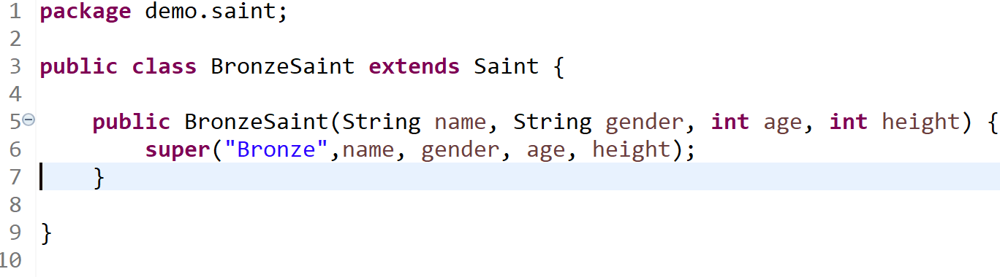 1 package demo.saint;
2
3 public class BronzeSaint extends Saint {
4
5 public BronzeSaint(String name, String gender, int age, int height) {
6 super("Bronze",name, gender, age, height);
7 }
8
9 }
10